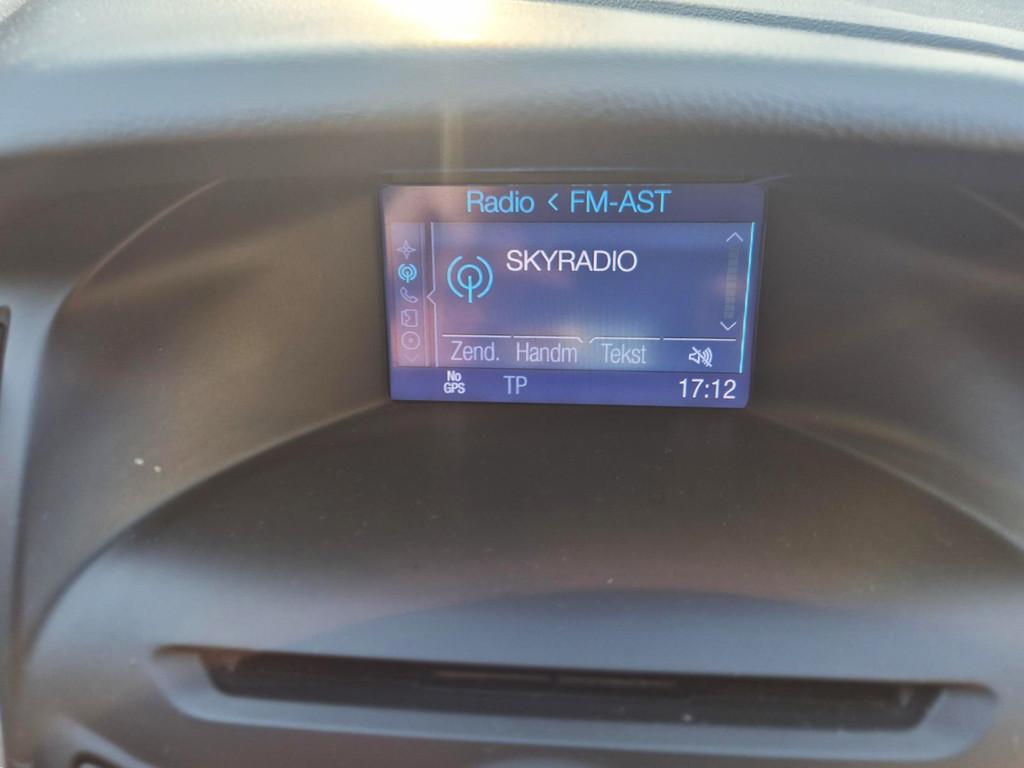 Radio < FM-AST
SKYRADIO
Zend. Handm Tekst
No
GPS
TP
17:12